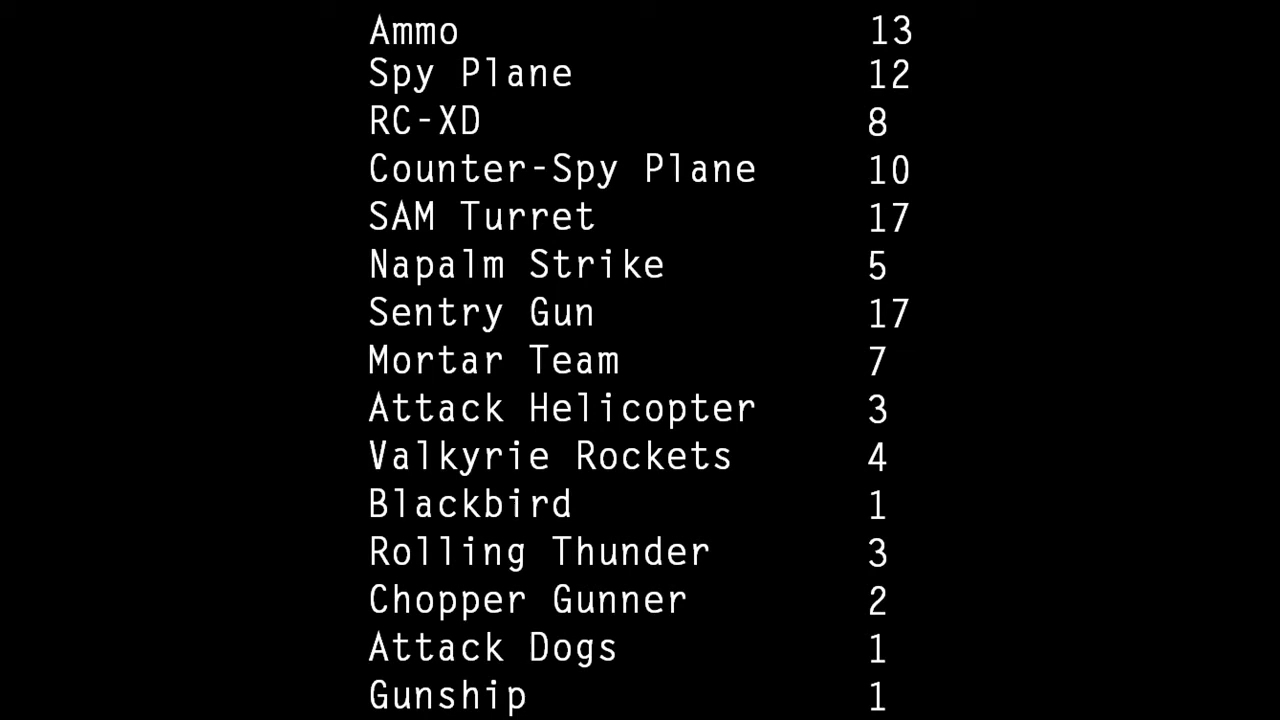 Ammo 13
Spy Plane 12
RC-XD 8
Counter-Spy Plane 10
SAM Turret 17
Napalm Strike 5
Sentry Gun 17
Mortar Team 7
Attack Helicopter 3
Valkyrie Rockets 4
Blackbird 1
Rolling Thunder 3
Chopper Gunner 2
Attack Dogs 1
Gunship 1